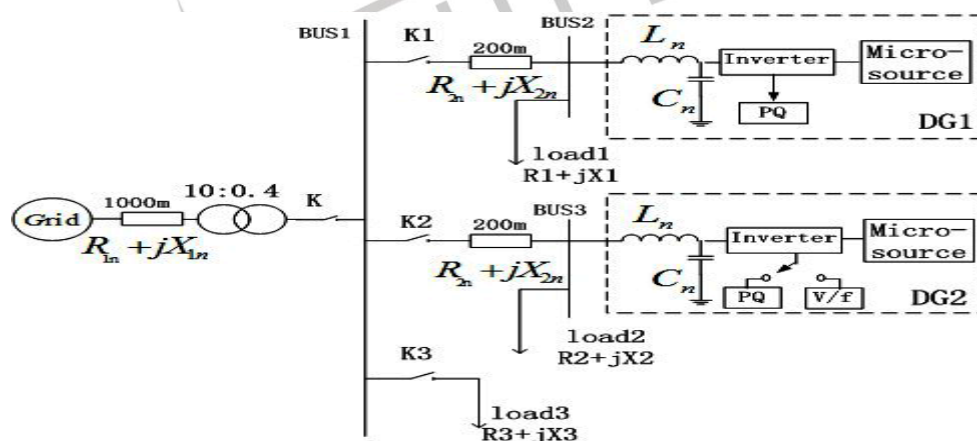 BUS1
K1
200m
R2n + jX2n
BUS2
load1
R1+jX1
Ln
Cn
Inverter
PQ
Micro-
source
DG1
Grid
1000m
R1n + jX1n
10:0.4
K
K2
200m
R2n + jX2n
BUS3
load2
R2+jX2
Ln
Cn
Inverter
PQ
V/f
Micro-
source
DG2
K3
load3
R3+jX3